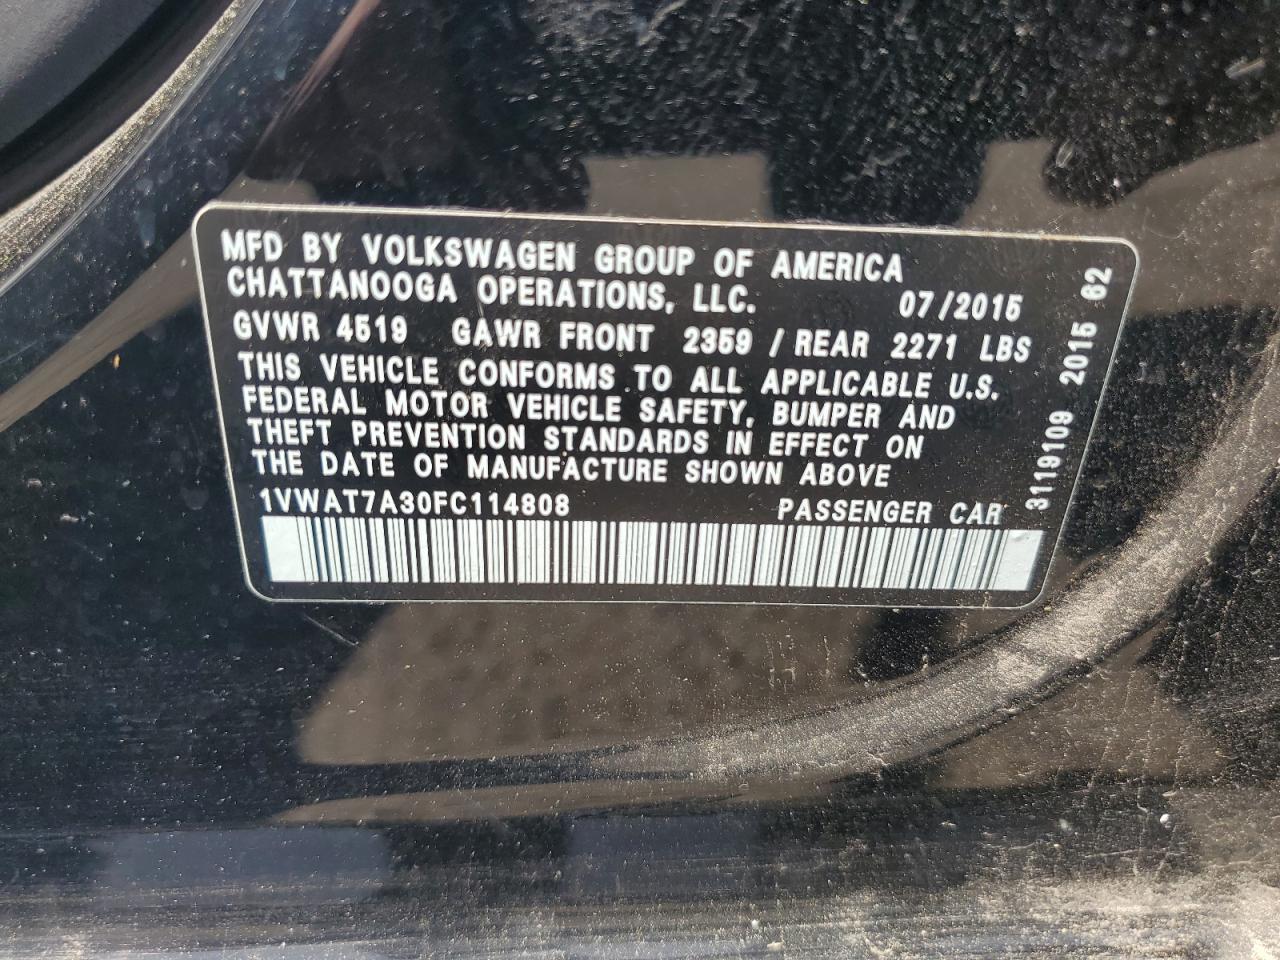 MFD BY VOLKSWAGEN GROUP OF AMERICA
CHATTANOOGA OPERATIONS, LLC. 07/2015
GVWR 4519 GAWR FRONT 2359 / REAR 2271 LBS
THIS VEHICLE CONFORMS TO ALL APPLICABLE U.S.
FEDERAL MOTOR VEHICLE SAFETY, BUMPER AND
THEFT PREVENTION STANDARDS IN EFFECT ON
THE DATE OF MANUFACTURE SHOWN ABOVE
1VWAT7A30FC114808 PASSENGER CAR
3119109 2015 62